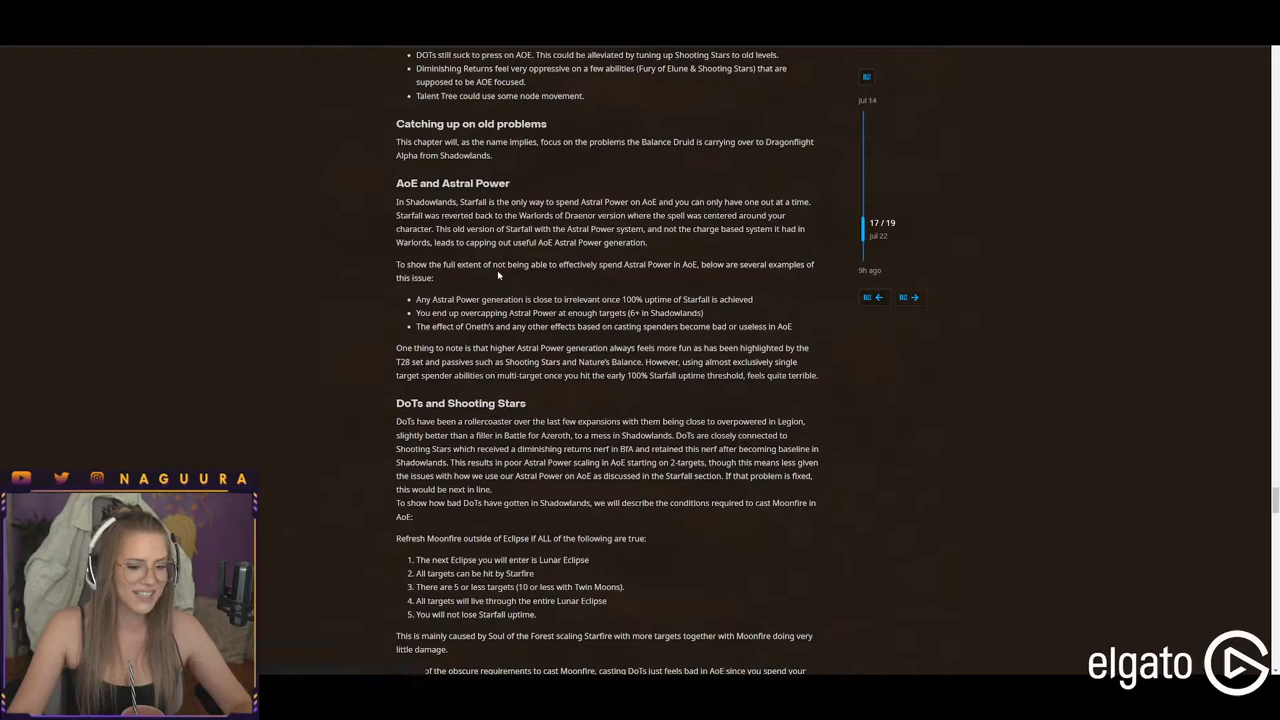 DOTs still suck to press on AOE. This could be alleviated by tuning up Shooting Stars to old levels.
Diminishing Returns feel very oppressive on a few abilities (Fury of Elune & Shooting Stars) that are
supposed to be AOE focused.
Talent Tree could use some node movement.
Catching up on old problems
This chapter will, as the name implies, focus on the problems the Balance Druid is carrying over to Dragonflight
Alpha from Shadowlands.
AoE and Astral Power
In Shadowlands, Starfall is the only way to spend Astral Power on AoE and you can only have one out at a time.
Starfall was reverted back to the Warlords of Draenor version where the spell was centered around your
character. This old version of Starfall with the Astral Power system, and not the charge based system it had in
Warlords, leads to capping out useful AoE Astral Power generation.
To show the full extent of not being able to effectively spend Astral Power in AoE, below are several examples of
this issue:
Any Astral Power generation is close to irrelevant once 100% uptime of Starfall is achieved
You end up overcapping Astral Power at enough targets (6+ in Shadowlands)
The effect of Oneth's and any other effects based on casting spenders become bad or useless in AoE
One thing to note is that higher Astral Power generation always feels more fun as has been highlighted by the
T28 set and passives such as Shooting Stars and Nature's Balance. However, using almost exclusively single
target spender abilities on multi-target once you hit the early 100% Starfall uptime threshold, feels quite terrible.
DoTs and Shooting Stars
DoTs have been a rollercoaster over the last few expansions with them being close to overpowered in Legion,
slightly better than a filler in Battle for Azeroth, to a mess in Shadowlands. DoTs are closely connected to
Shooting Stars which received a diminishing returns nerf in BfA and retained this nerf after becoming baseline in
Shadowlands. This results in poor Astral Power scaling in AoE starting on 2-targets, though this means less given
the issues with how we use our Astral Power on AoE as discussed in the Starfall section. If that problem is fixed,
this would be next in line.
To show how bad DoTs have gotten in Shadowlands, we will describe the conditions required to cast Moonfire in
AoE:
Refresh Moonfire outside of Eclipse if ALL of the following are true:
1. The next Eclipse you will enter is Lunar Eclipse
2. All targets can be hit by Starfire
3. There are 5 or less targets (10 or less with Twin Moons).
4. All targets will live through the entire Lunar Eclipse
5. You will not lose Starfall uptime.
This is mainly caused by Soul of the Forest scaling Starfire with more targets together with Moonfire doing very
little damage.
of the obscure requirements to cast Moonfire, casting DoTs just feels bad in AoE since you spend your
Jul 14
17 / 19
Jul 22
9h ago
NAGUURA
elgato